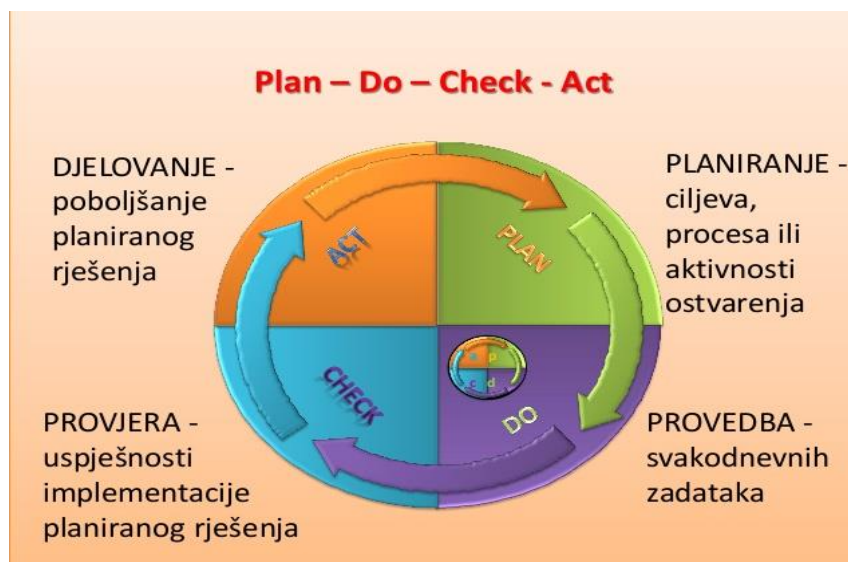 Plan – Do – Check - Act
DJELOVANJE -
poboljšanje
planiranog
rješenja
PLANIRANJE -
ciljeva,
procesa ili
aktivnosti
ostvarenja
ACT
PLAN
CHECK
DO
a p
c d
PROVJERA -
uspješnosti
implementacije
planiranog rješenja
PROVEDBA -
svakodnevnih
zadataka